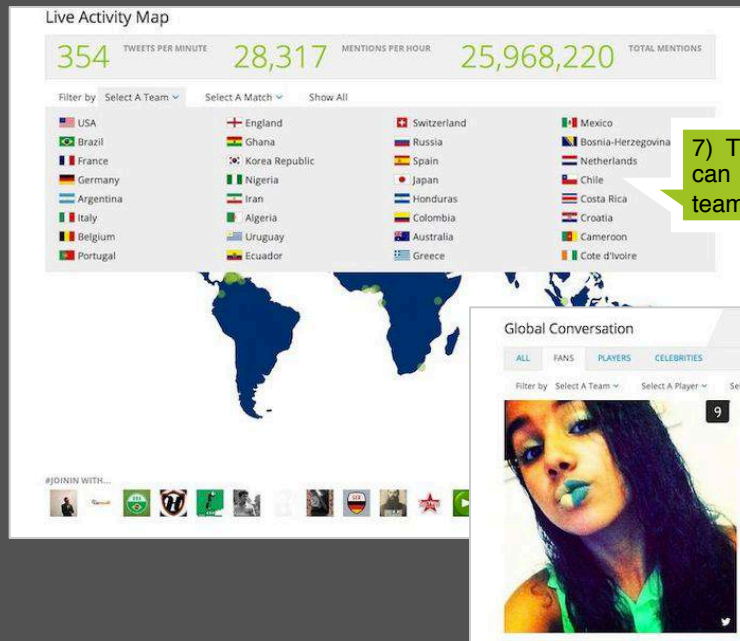 Live Activity Map
354 TWEETS PER MINUTE 28,317 MENTIONS PER HOUR 25,968,220 TOTAL MENTIONS
Filter by Select A Team Select A Match Show All
USA England Switzerland Mexico
Brazil Ghana Russia Bosnia-Herzegovina
France Korea Republic Spain Netherlands
Germany Nigeria Japan Chile
Argentina Iran Honduras Costa Rica
Italy Algeria Colombia Croatia
Belgium Uruguay Australia Cameroon
Portugal Ecuador Greece Cote d'Ivoire
7) T
can
team
#JOININ WITH...
Global Conversation
ALL FANS PLAYERS CELEBRITIES
Filter by Select A Team Select A Player Se
9